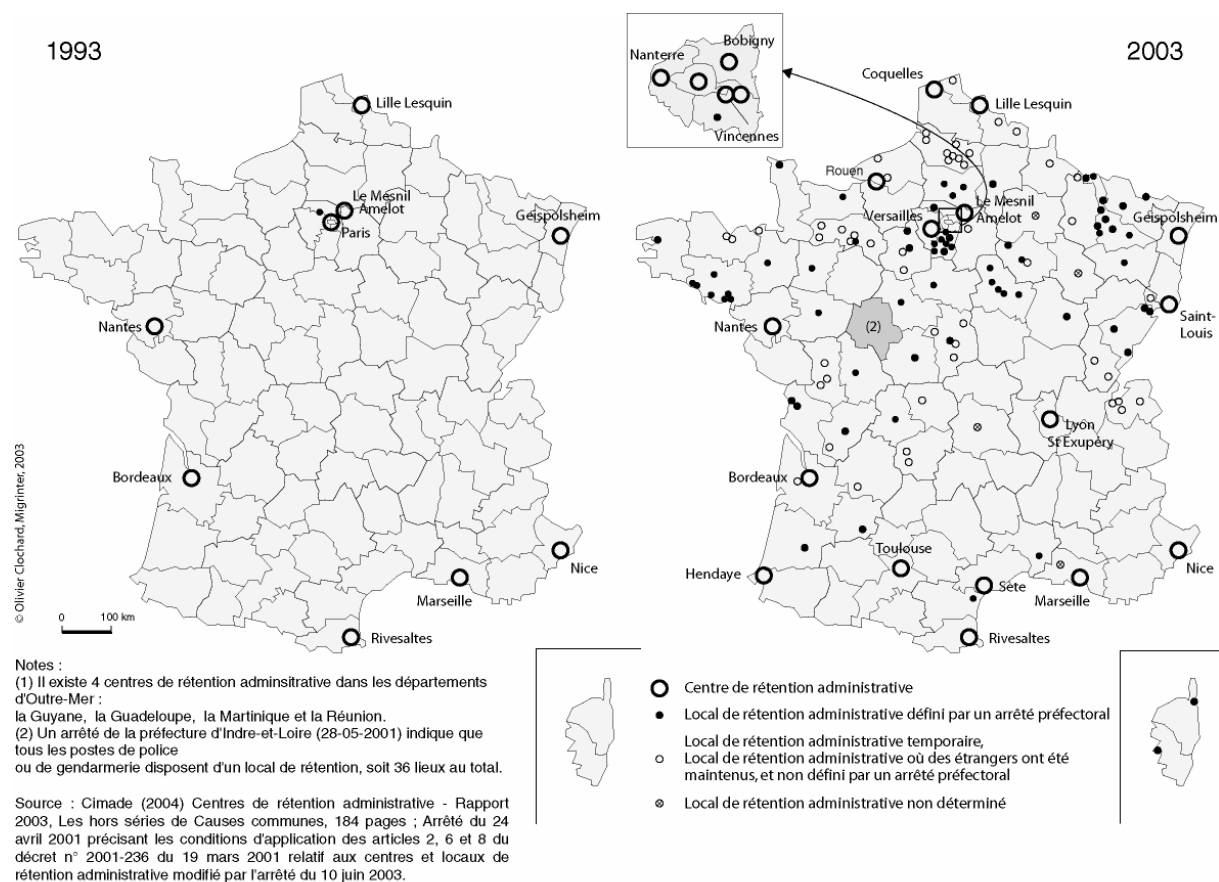 1993
Lille Lesquin
Le Mesnil
Amelot
Paris
Geispolsheim
Nantes
Bordeaux
Nice
Marseille
Rivesaltes
© Olivier Clochard, Migrinter, 2003
0 100 km
2003
Nanterre
Bobigny
Vincennes
Coquelles
Lille Lesquin
Rouen
Le Mesnil
Amelot
Versailles
Geispolsheim
Nantes
(2)
Saint-
Louis
Lyon
St Exupéry
Bordeaux
Toulouse
Hendaye
Sète
Nice
Marseille
Rivesaltes
Notes :
(1) Il existe 4 centres de rétention adminsitrative dans les départements
d'Outre-Mer :
la Guyane, la Guadeloupe, la Martinique et la Réunion.
(2) Un arrêté de la préfecture d'Indre-et-Loire (28-05-2001) indique que
tous les postes de police
ou de gendarmerie disposent d'un local de rétention, soit 36 lieux au total.
Source : Cimade (2004) Centres de rétention administrative - Rapport
2003, Les hors séries de Causes communes, 184 pages ; Arrêté du 24
avril 2001 précisant les conditions d'application des articles 2, 6 et 8 du
décret n° 2001-236 du 19 mars 2001 relatif aux centres et locaux de
rétention administrative modifié par l'arrêté du 10 juin 2003.
Centre de rétention administrative
Local de rétention administrative défini par un arrêté préfectoral
Local de rétention administrative temporaire,
Local de rétention administrative où des étrangers ont été
maintenus, et non défini par un arrêté préfectoral
Local de rétention administrative non déterminé